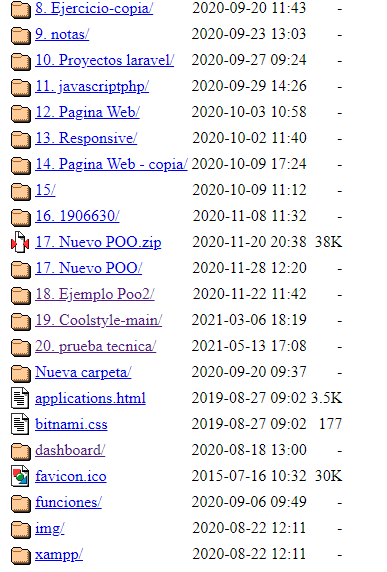 8. Ejercicio-copia/ 2020-09-20 11:43 -
9. notas/ 2020-09-23 13:03 -
10. Proyectos laravel/ 2020-09-27 09:24 -
11. javascriptphp/ 2020-09-29 14:26 -
12. Pagina Web/ 2020-10-03 10:58 -
13. Responsive/ 2020-10-02 11:40 -
14. Pagina Web - copia/ 2020-10-09 17:24 -
15/ 2020-10-09 11:12 -
16. 1906630/ 2020-11-08 11:32 -
17. Nuevo POO.zip 2020-11-20 20:38 38K
17. Nuevo POO/ 2020-11-28 12:20 -
18. Ejemplo Poo2/ 2020-11-22 11:42 -
19. Coolstyle-main/ 2021-03-06 18:19 -
20. prueba tecnica/ 2021-05-13 17:08 -
Nueva carpeta/ 2020-09-20 09:37 -
applications.html 2019-08-27 09:02 3.5K
bitnami.css 2019-08-27 09:02 177
dashboard/ 2020-08-18 13:00 -
favicon.ico 2015-07-16 10:32 30K
funciones/ 2020-09-06 09:49 -
img/ 2020-08-22 12:11 -
xampp/ 2020-08-22 12:11 -